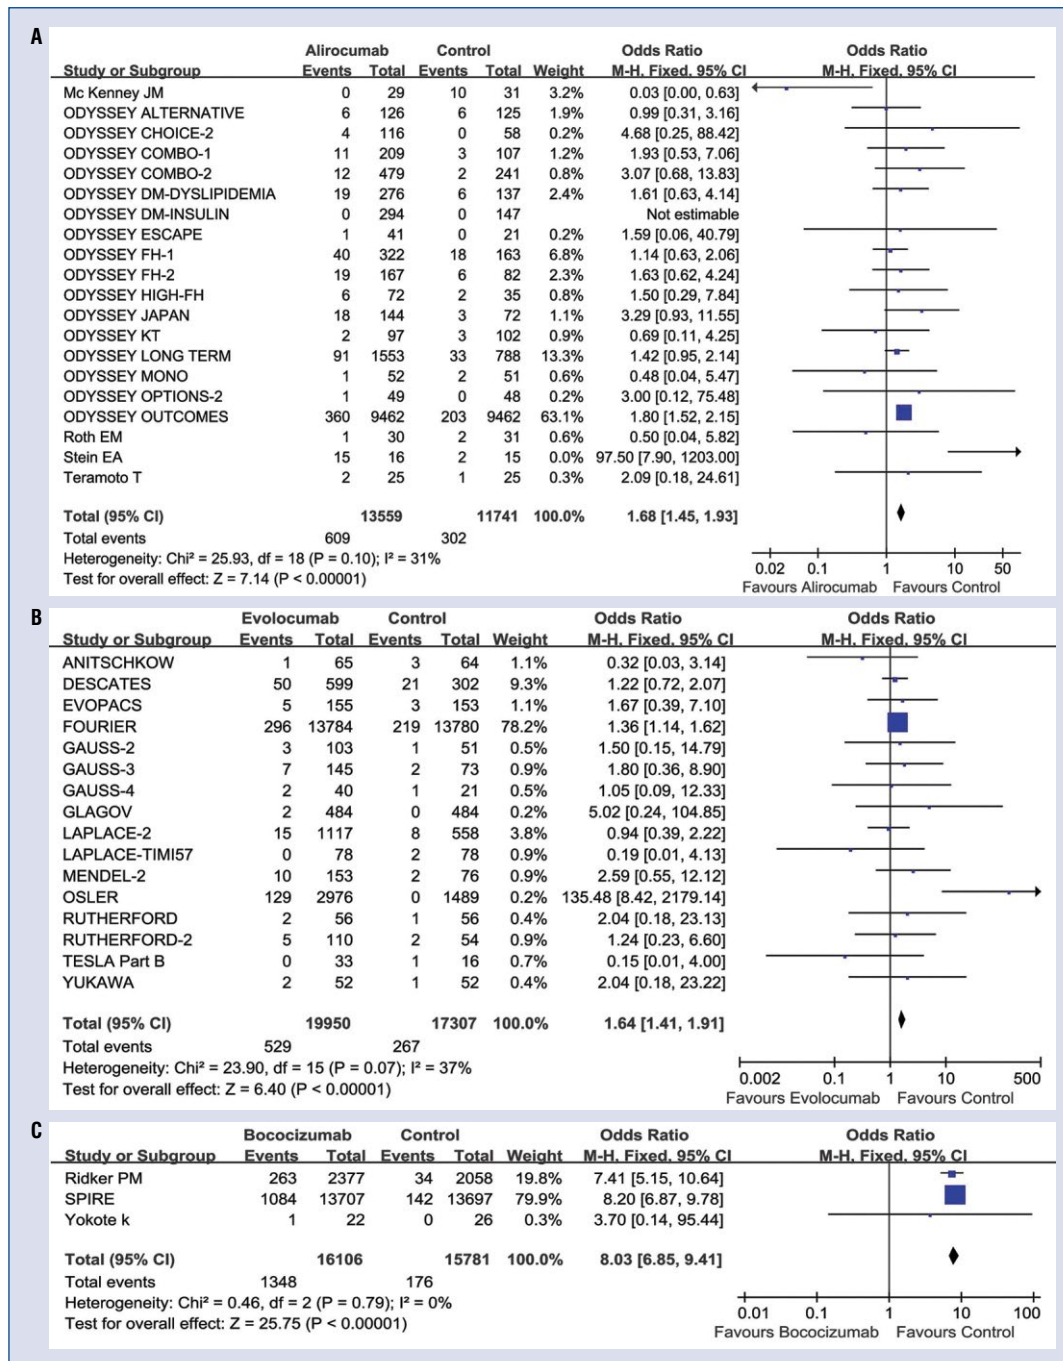 A
Alirocumab Control Odds Ratio Odds Ratio
Study or Subgroup Events Total Events Total Weight M-H, Fixed, 95% CI M-H, Fixed, 95% CI
Mc Kenney JM 0 29 10 31 3.2% 0.03 [0.00, 0.63]
ODYSSEY ALTERNATIVE 6 126 6 125 1.9% 0.99 [0.31, 3.16]
ODYSSEY CHOICE-2 4 116 0 58 0.2% 4.68 [0.25, 88.42]
ODYSSEY COMBO-1 11 209 3 107 1.2% 1.93 [0.53, 7.06]
ODYSSEY COMBO-2 12 479 2 241 0.8% 3.07 [0.68, 13.83]
ODYSSEY DM-DYSLIPIDEMIA 19 276 6 137 2.4% 1.61 [0.63, 4.14]
ODYSSEY DM-INSULIN 0 294 0 147 Not estimable
ODYSSEY ESCAPE 1 41 0 21 0.2% 1.59 [0.06, 40.79]
ODYSSEY FH-1 40 322 18 163 6.8% 1.14 [0.63, 2.06]
ODYSSEY FH-2 19 167 6 82 2.3% 1.63 [0.62, 4.24]
ODYSSEY HIGH-FH 6 72 2 35 0.8% 1.50 [0.29, 7.84]
ODYSSEY JAPAN 18 144 3 72 1.1% 3.29 [0.93, 11.55]
ODYSSEY KT 2 97 3 102 0.9% 0.69 [0.11, 4.25]
ODYSSEY LONG TERM 91 1553 33 788 13.3% 1.42 [0.95, 2.14]
ODYSSEY MONO 1 52 2 51 0.6% 0.48 [0.04, 5.47]
ODYSSEY OPTIONS-2 1 49 0 48 0.2% 3.00 [0.12, 75.48]
ODYSSEY OUTCOMES 360 9462 203 9462 63.1% 1.80 [1.52, 2.15]
Roth EM 1 30 2 31 0.6% 0.50 [0.04, 5.82]
Stein EA 15 16 2 15 0.0% 97.50 [7.90, 1203.00]
Teramoto T 2 25 1 25 0.3% 2.09 [0.18, 24.61]
Total (95% CI) 13559 11741 100.0% 1.68 [1.45, 1.93]
Total events 609 302
Heterogeneity: Chi² = 25.93, df = 18 (P = 0.10); I² = 31%
Test for overall effect: Z = 7.14 (P < 0.00001)
0.02 0.1 1 10 50
Favours Alirocumab Favours Control
B
Evolocumab Control Odds Ratio Odds Ratio
Study or Subgroup Events Total Events Total Weight M-H, Fixed, 95% CI M-H, Fixed, 95% CI
ANITSCHKOW 1 65 3 64 1.1% 0.32 [0.03, 3.14]
DESCATES 50 599 21 302 9.3% 1.22 [0.72, 2.07]
EVOPACS 5 155 3 153 1.1% 1.67 [0.39, 7.10]
FOURIER 296 13784 219 13780 78.2% 1.36 [1.14, 1.62]
GAUSS-2 3 103 1 51 0.5% 1.50 [0.15, 14.79]
GAUSS-3 7 145 2 73 0.9% 1.80 [0.36, 8.90]
GAUSS-4 2 40 1 21 0.5% 1.05 [0.09, 12.33]
GLAGOV 2 484 0 484 0.2% 5.02 [0.24, 104.85]
LAPLACE-2 15 1117 8 558 3.8% 0.94 [0.39, 2.22]
LAPLACE-TIMI57 0 78 2 78 0.9% 0.19 [0.01, 4.13]
MENDEL-2 10 153 2 76 0.9% 2.59 [0.55, 12.12]
OSLER 129 2976 0 1489 0.2% 135.48 [8.42, 2179.14]
RUTHERFORD 2 56 1 56 0.4% 2.04 [0.18, 23.13]
RUTHERFORD-2 5 110 2 54 0.9% 1.24 [0.23, 6.60]
TESLA Part B 0 33 1 16 0.7% 0.15 [0.01, 4.00]
YUKAWA 2 52 1 52 0.4% 2.04 [0.18, 23.22]
Total (95% CI) 19950 17307 100.0% 1.64 [1.41, 1.91]
Total events 529 267
Heterogeneity: Chi² = 23.90, df = 15 (P = 0.07); I² = 37%
Test for overall effect: Z = 6.40 (P < 0.00001)
0.002 0.1 1 10 500
Favours Evolocumab Favours Control
C
Bococizumab Control Odds Ratio Odds Ratio
Study or Subgroup Events Total Events Total Weight M-H, Fixed, 95% CI M-H, Fixed, 95% CI
Ridker PM 263 2377 34 2058 19.8% 7.41 [5.15, 10.64]
SPIRE 1084 13707 142 13697 79.9% 8.20 [6.87, 9.78]
Yokote k 1 22 0 26 0.3% 3.70 [0.14, 95.44]
Total (95% CI) 16106 15781 100.0% 8.03 [6.85, 9.41]
Total events 1348 176
Heterogeneity: Chi² = 0.46, df = 2 (P = 0.79); I² = 0%
Test for overall effect: Z = 25.75 (P < 0.00001)
0.01 0.1 1 10 100
Favours Bococizumab Favours Control